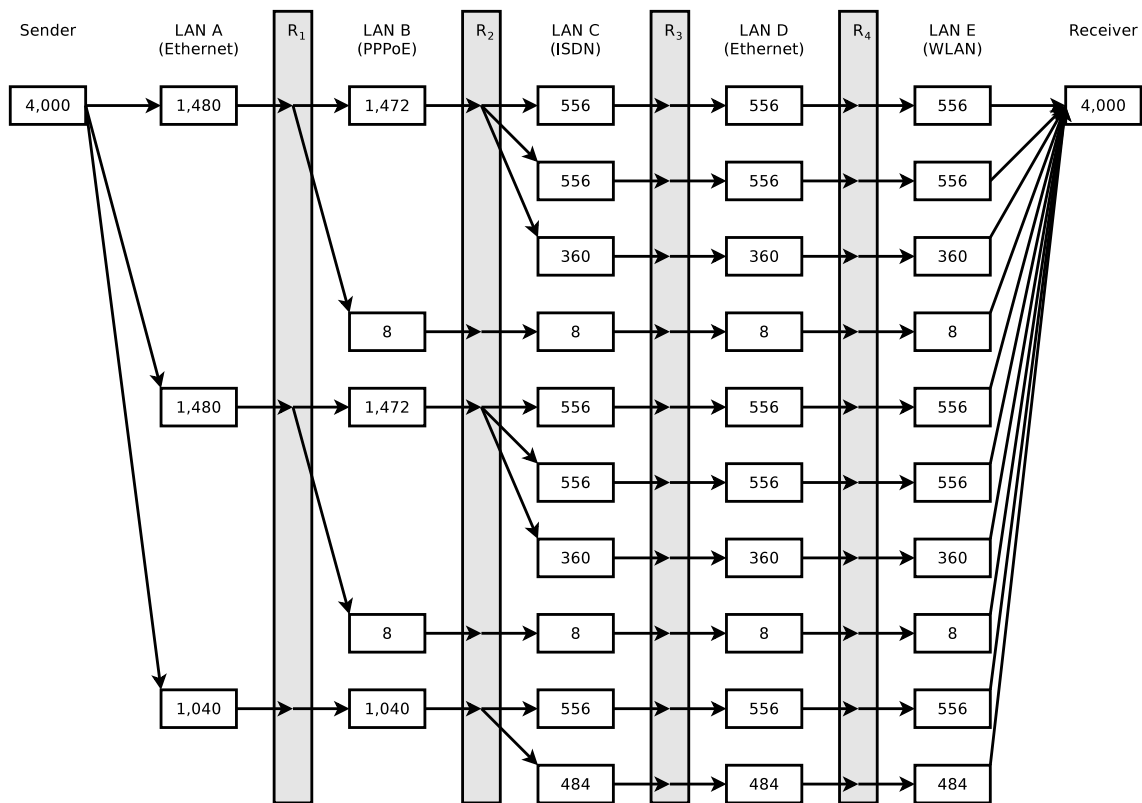 Sender LAN A R1 LAN B R2 LAN C R3 LAN D R4 LAN E Receiver
(Ethernet) (PPPoE) (ISDN) (Ethernet) (WLAN)
4,000 1,480 1,472 556 556 556 4,000
556 556 556
360 360 360
8 8 8 8
1,480 1,472 556 556 556
556 556 556
360 360 360
8 8 8 8
1,040 1,040 556 556 556
484 484 484